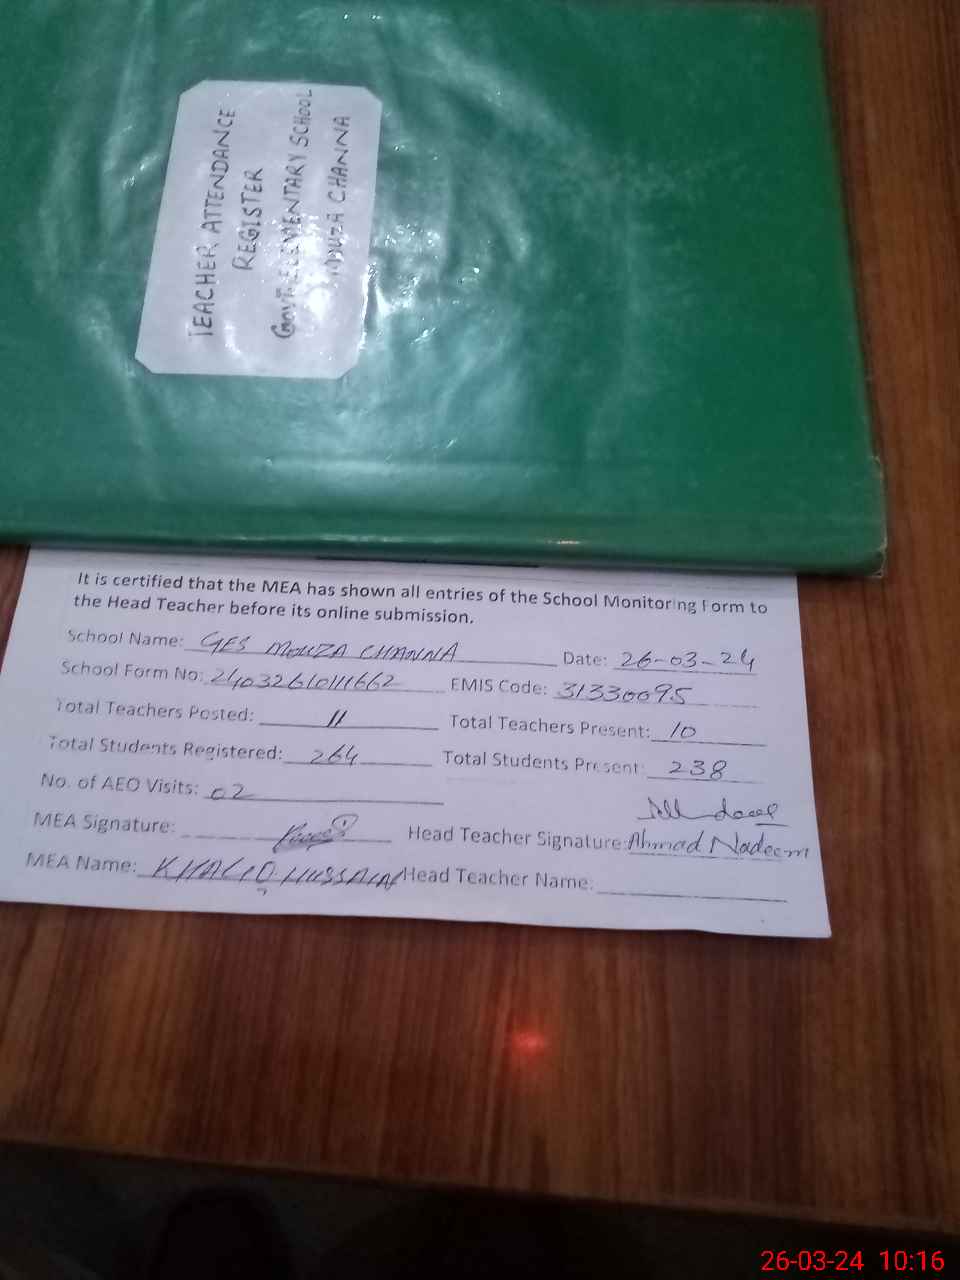 TEACHER ATTENDANCE
REGISTER
GOVT. ELEMENTARY SCHOOL
MOUZA CHANNA
It is certified that the MEA has shown all entries of the School Monitoring Form to
the Head Teacher before its online submission.
School Name: GES MOUZA CHANNA Date: 26-03-24
School Form No: EMIS Code: 31330095
Total Teachers Posted: 11 Total Teachers Present: 10
Total Students Registered: 264 Total Students Present: 238
No. of AEO Visits: 02
MEA Signature: Head Teacher Signature: Ahmad Nadeem
MEA Name: KHALID HUSSAIN Head Teacher Name:
26-03-24 10:16